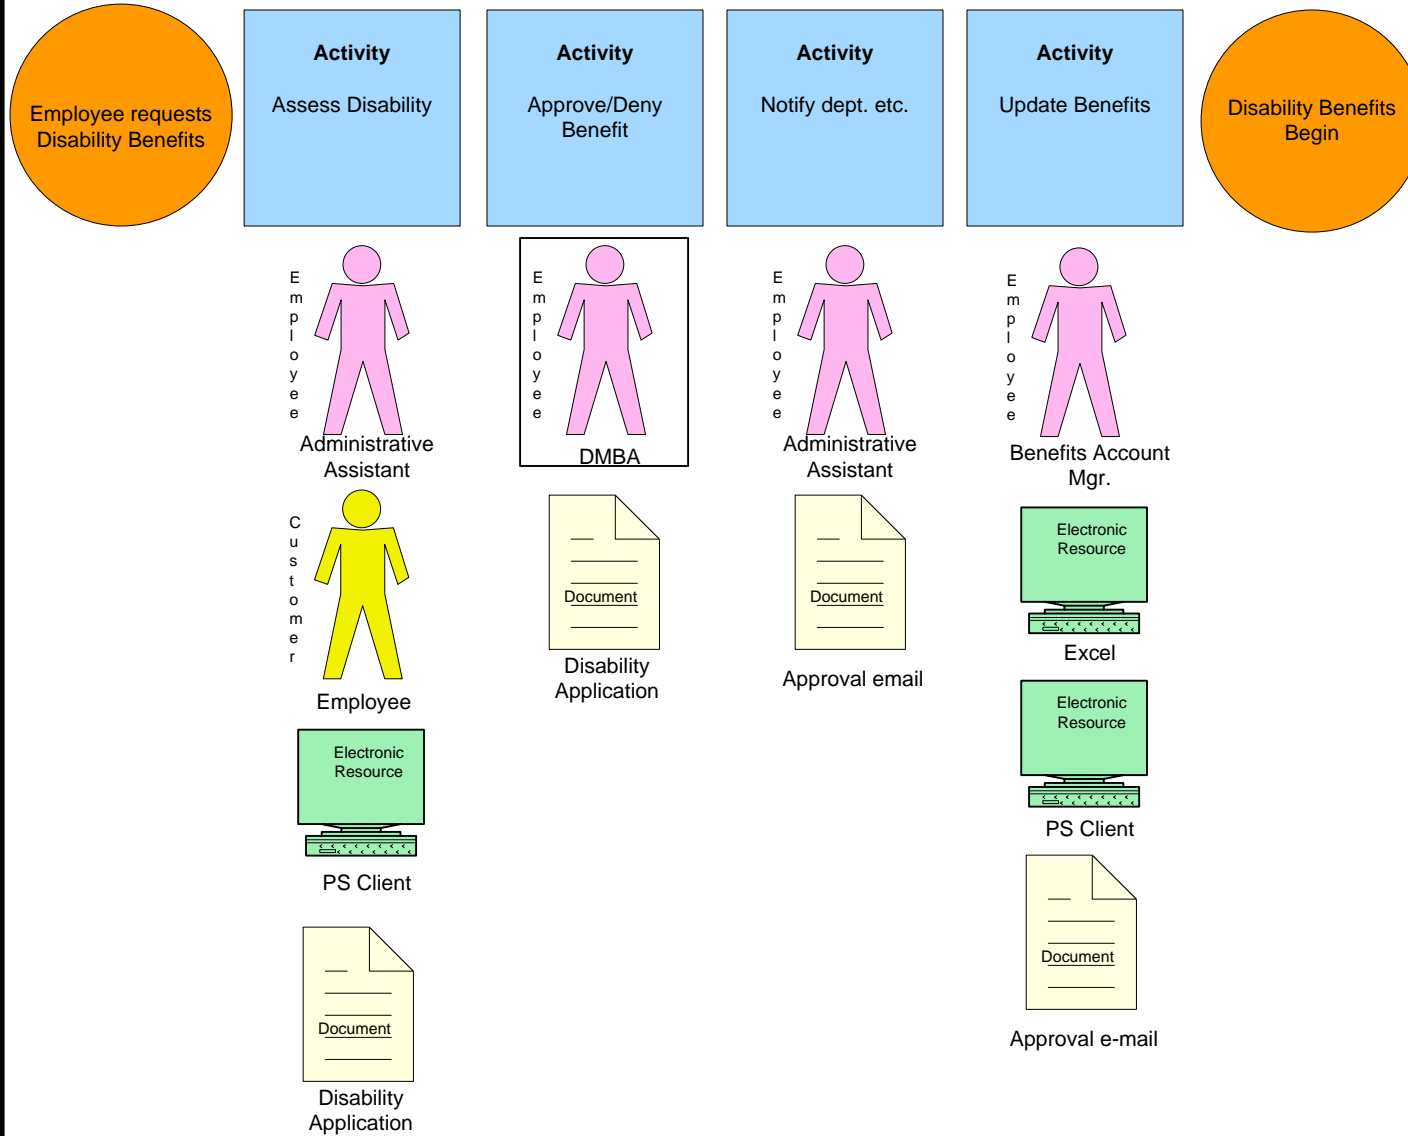 Employee requests
Disability Benefits
Activity
Assess Disability
Activity
Approve/Deny
Benefit
Activity
Notify dept. etc.
Activity
Update Benefits
Disability Benefits
Begin
Employee
Administrative
Assistant
Customer
Employee
Electronic
Resource
PS Client
Document
Disability
Application
Employee
DMBA
Document
Disability
Application
Employee
Administrative
Assistant
Document
Approval email
Employee
Benefits Account
Mgr.
Electronic
Resource
Excel
Electronic
Resource
PS Client
Document
Approval e-mail